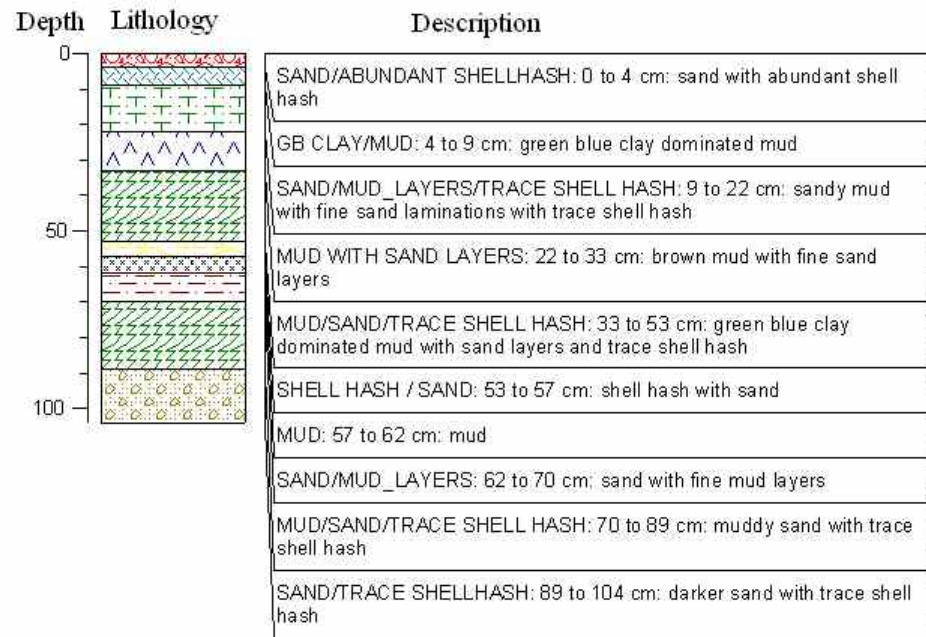 Depth Lithology Description
0
SAND/ABUNDANT SHELLHASH: 0 to 4 cm: sand with abundant shell
hash
GB CLAY/MUD: 4 to 9 cm: green blue clay dominated mud
SAND/MUD_LAYERS/TRACE SHELL HASH: 9 to 22 cm: sandy mud
with fine sand laminations with trace shell hash
50
MUD WITH SAND LAYERS: 22 to 33 cm: brown mud with fine sand
layers
MUD/SAND/TRACE SHELL HASH: 33 to 53 cm: green blue clay
dominated mud with sand layers and trace shell hash
SHELL HASH / SAND: 53 to 57 cm: shell hash with sand
100
MUD: 57 to 62 cm: mud
SAND/MUD_LAYERS: 62 to 70 cm: sand with fine mud layers
MUD/SAND/TRACE SHELL HASH: 70 to 89 cm: muddy sand with trace
shell hash
SAND/TRACE SHELLHASH: 89 to 104 cm: darker sand with trace shell
hash